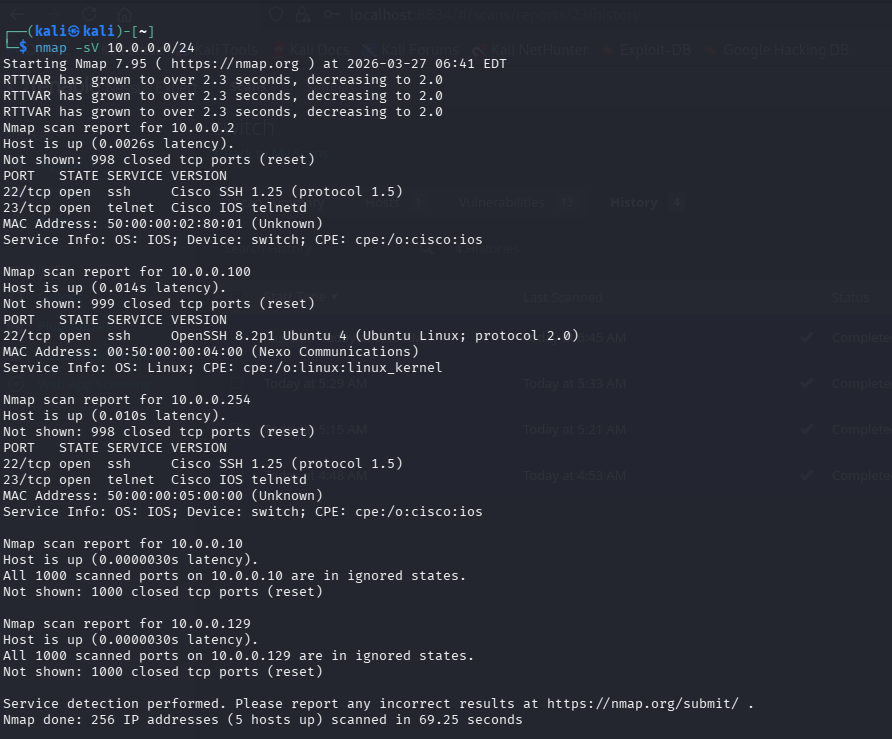 ┌──(kali㉿kali)-[~]
└─$ nmap -sV 10.0.0.0/24
Starting Nmap 7.95 ( https://nmap.org ) at 2026-03-27 06:41 EDT
RTTVAR has grown to over 2.3 seconds, decreasing to 2.0
RTTVAR has grown to over 2.3 seconds, decreasing to 2.0
RTTVAR has grown to over 2.3 seconds, decreasing to 2.0
Nmap scan report for 10.0.0.2
Host is up (0.0026s latency).
Not shown: 998 closed tcp ports (reset)
PORT   STATE SERVICE VERSION
22/tcp open  ssh     Cisco SSH 1.25 (protocol 1.5)
23/tcp open  telnet  Cisco IOS telnetd
MAC Address: 50:00:00:02:80:01 (Unknown)
Service Info: OS: IOS; Device: switch; CPE: cpe:/o:cisco:ios

Nmap scan report for 10.0.0.100
Host is up (0.014s latency).
Not shown: 999 closed tcp ports (reset)
PORT   STATE SERVICE VERSION
22/tcp open  ssh     OpenSSH 8.2p1 Ubuntu 4 (Ubuntu Linux; protocol 2.0)
MAC Address: 00:50:00:00:04:00 (Nexo Communications)
Service Info: OS: Linux; CPE: cpe:/o:linux:linux_kernel

Nmap scan report for 10.0.0.254
Host is up (0.010s latency).
Not shown: 998 closed tcp ports (reset)
PORT   STATE SERVICE VERSION
22/tcp open  ssh     Cisco SSH 1.25 (protocol 1.5)
23/tcp open  telnet  Cisco IOS telnetd
MAC Address: 50:00:00:05:00:00 (Unknown)
Service Info: OS: IOS; Device: switch; CPE: cpe:/o:cisco:ios

Nmap scan report for 10.0.0.10
Host is up (0.0000030s latency).
All 1000 scanned ports on 10.0.0.10 are in ignored states.
Not shown: 1000 closed tcp ports (reset)

Nmap scan report for 10.0.0.129
Host is up (0.0000030s latency).
All 1000 scanned ports on 10.0.0.129 are in ignored states.
Not shown: 1000 closed tcp ports (reset)

Service detection performed. Please report any incorrect results at https://nmap.org/submit/ .
Nmap done: 256 IP addresses (5 hosts up) scanned in 69.25 seconds